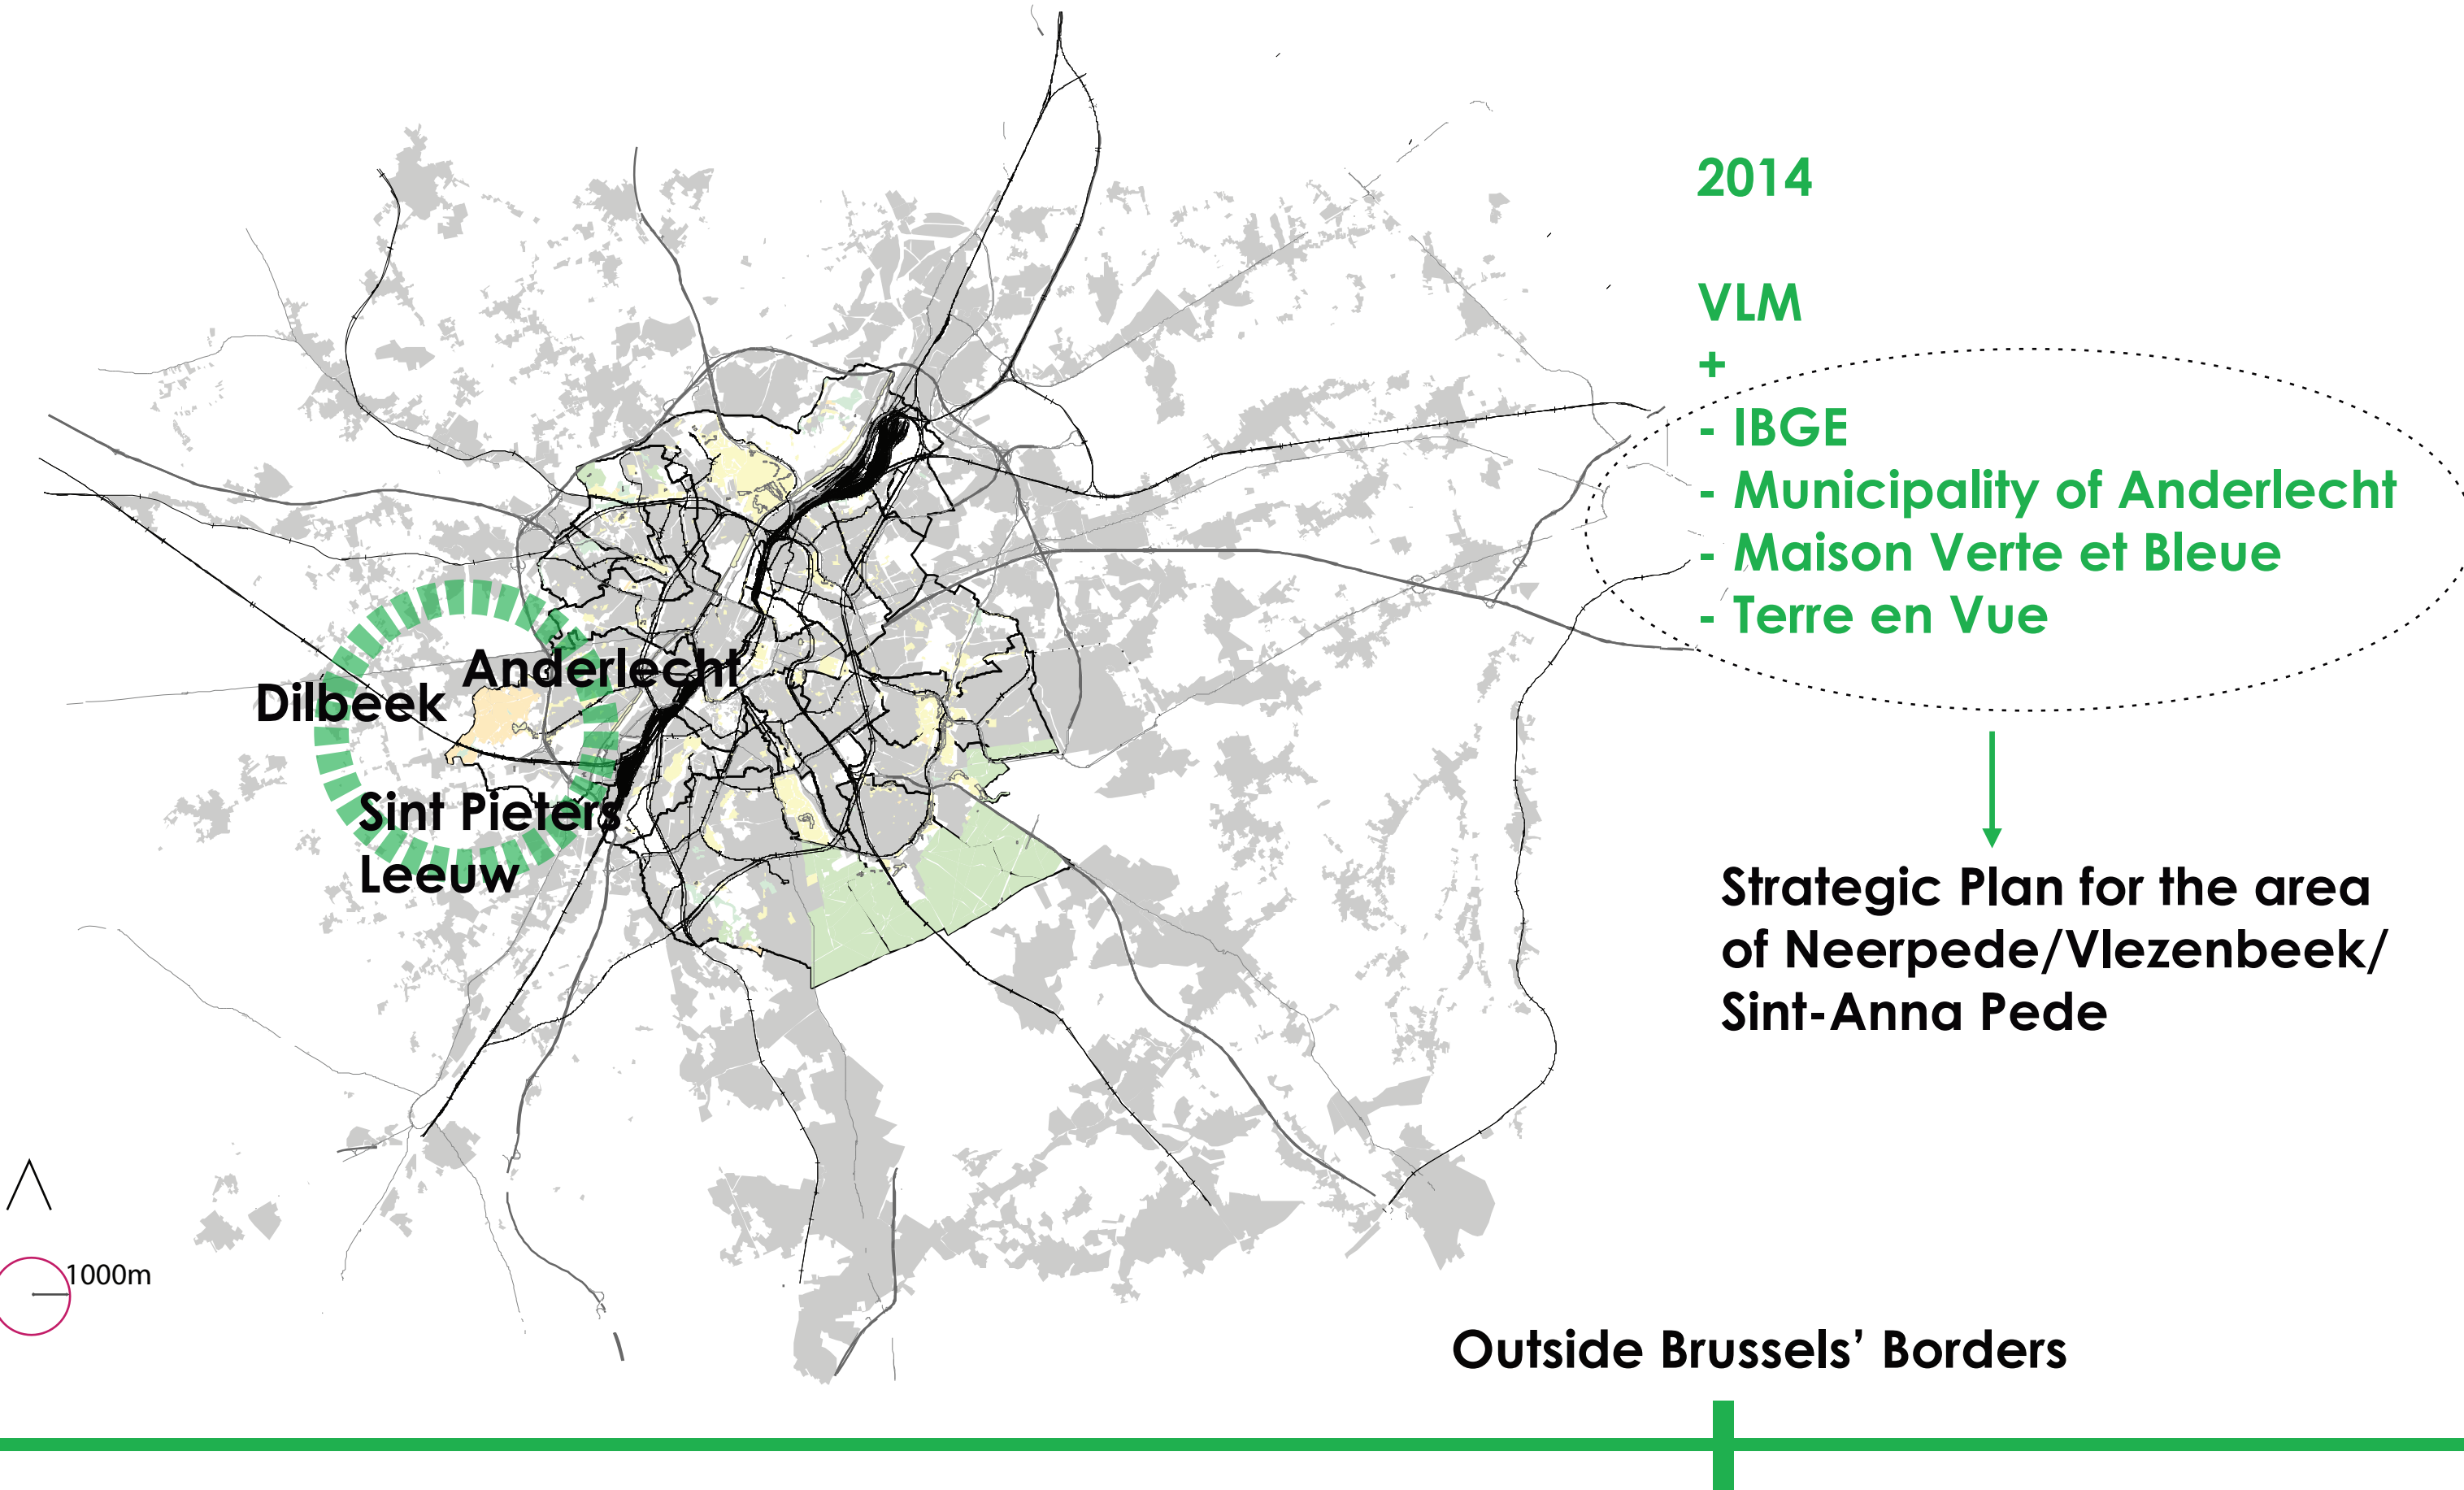 2014
VLM
+
- IBGE
- Municipality of Anderlecht
- Maison Verte et Bleue
- Terre en Vue
Anderlecht
Dilbeek
Sint Pieters
Leeuw
Strategic Plan for the area
of Neerpede/Vlezenbeek/
Sint-Anna Pede
1000m
Outside Brussels’ Borders